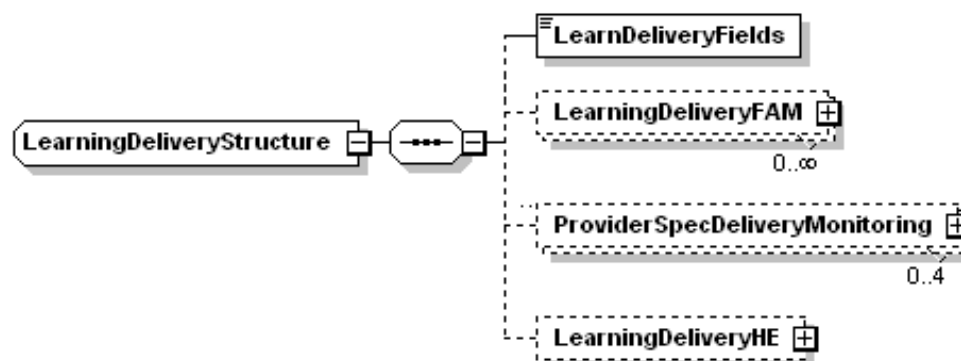 LearnDeliveryFields
LearningDeliveryFAM
0..∞
LearningDeliveryStructure
ProviderSpecDeliveryMonitoring
0..4
LearningDeliveryHE